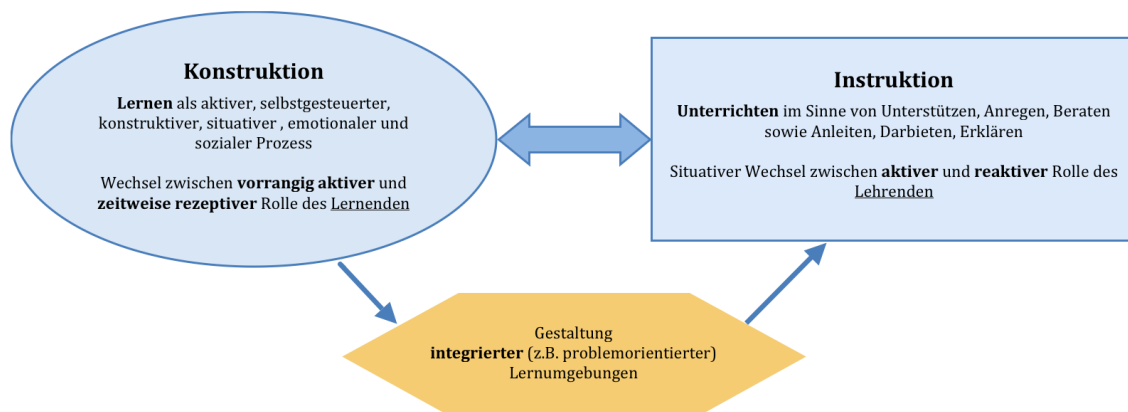 Konstruktion
Lernen als aktiver, selbstgesteuerter,
konstruktiver, situativer , emotionaler und
sozialer Prozess
Wechsel zwischen vorrangig aktiver und
zeitweise rezeptiver Rolle des Lernenden
Instruktion
Unterrichten im Sinne von Unterstützen, Anregen, Beraten
sowie Anleiten, Darbieten, Erklären
Situativer Wechsel zwischen aktiver und reaktiver Rolle des
Lehrenden
Gestaltung
integrierter (z.B. problemorientierter)
Lernumgebungen